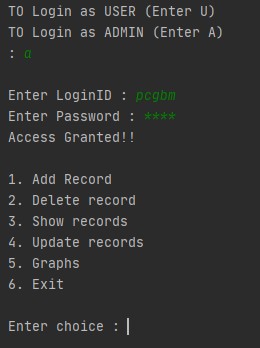 TO Login as USER (Enter U)
TO Login as ADMIN (Enter A)
: a
Enter LoginID : pcgbm
Enter Password : ****
Access Granted!!
1. Add Record
2. Delete record
3. Show records
4. Update records
5. Graphs
6. Exit
Enter choice :